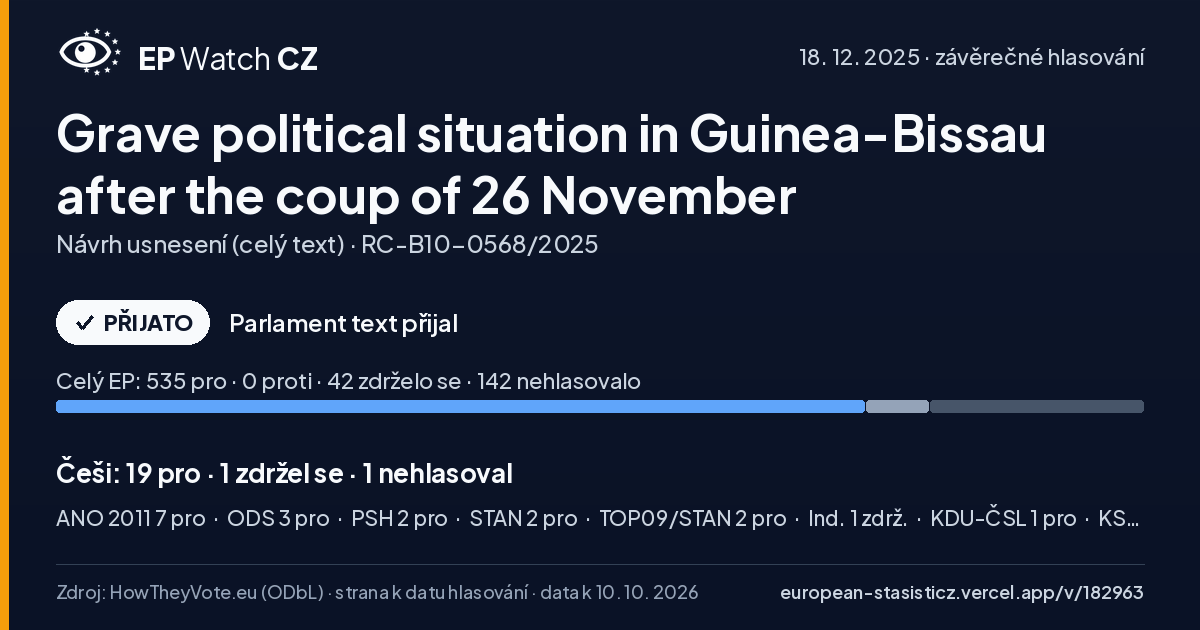 EP Watch CZ
18. 12. 2025 · závěrečné hlasování
Grave political situation in Guinea-Bissau
after the coup of 26 November
Návrh usnesení (celý text) · RC-B10-0568/2025
✓ PŘIJATO
Parlament text přijal
Celý EP: 535 pro · 0 proti · 42 zdrželo se · 142 nehlasovalo
Češi: 19 pro · 1 zdržel se · 1 nehlasoval
ANO 2011 7 pro · ODS 3 pro · PSH 2 pro · STAN 2 pro · TOP09/STAN 2 pro · Ind. 1 zdrž. · KDU-ČSL 1 pro · KS…
Zdroj: HowTheyVote.eu (ODbL) · strana k datu hlasování · data k 10. 10. 2026
european-stasisticz.vercel.app/v/182963